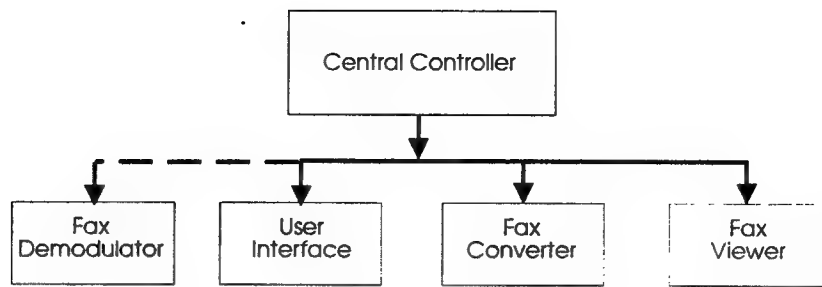 Central Controller
Fax
Demodulator
User
Interface
Fax
Converter
Fax
Viewer